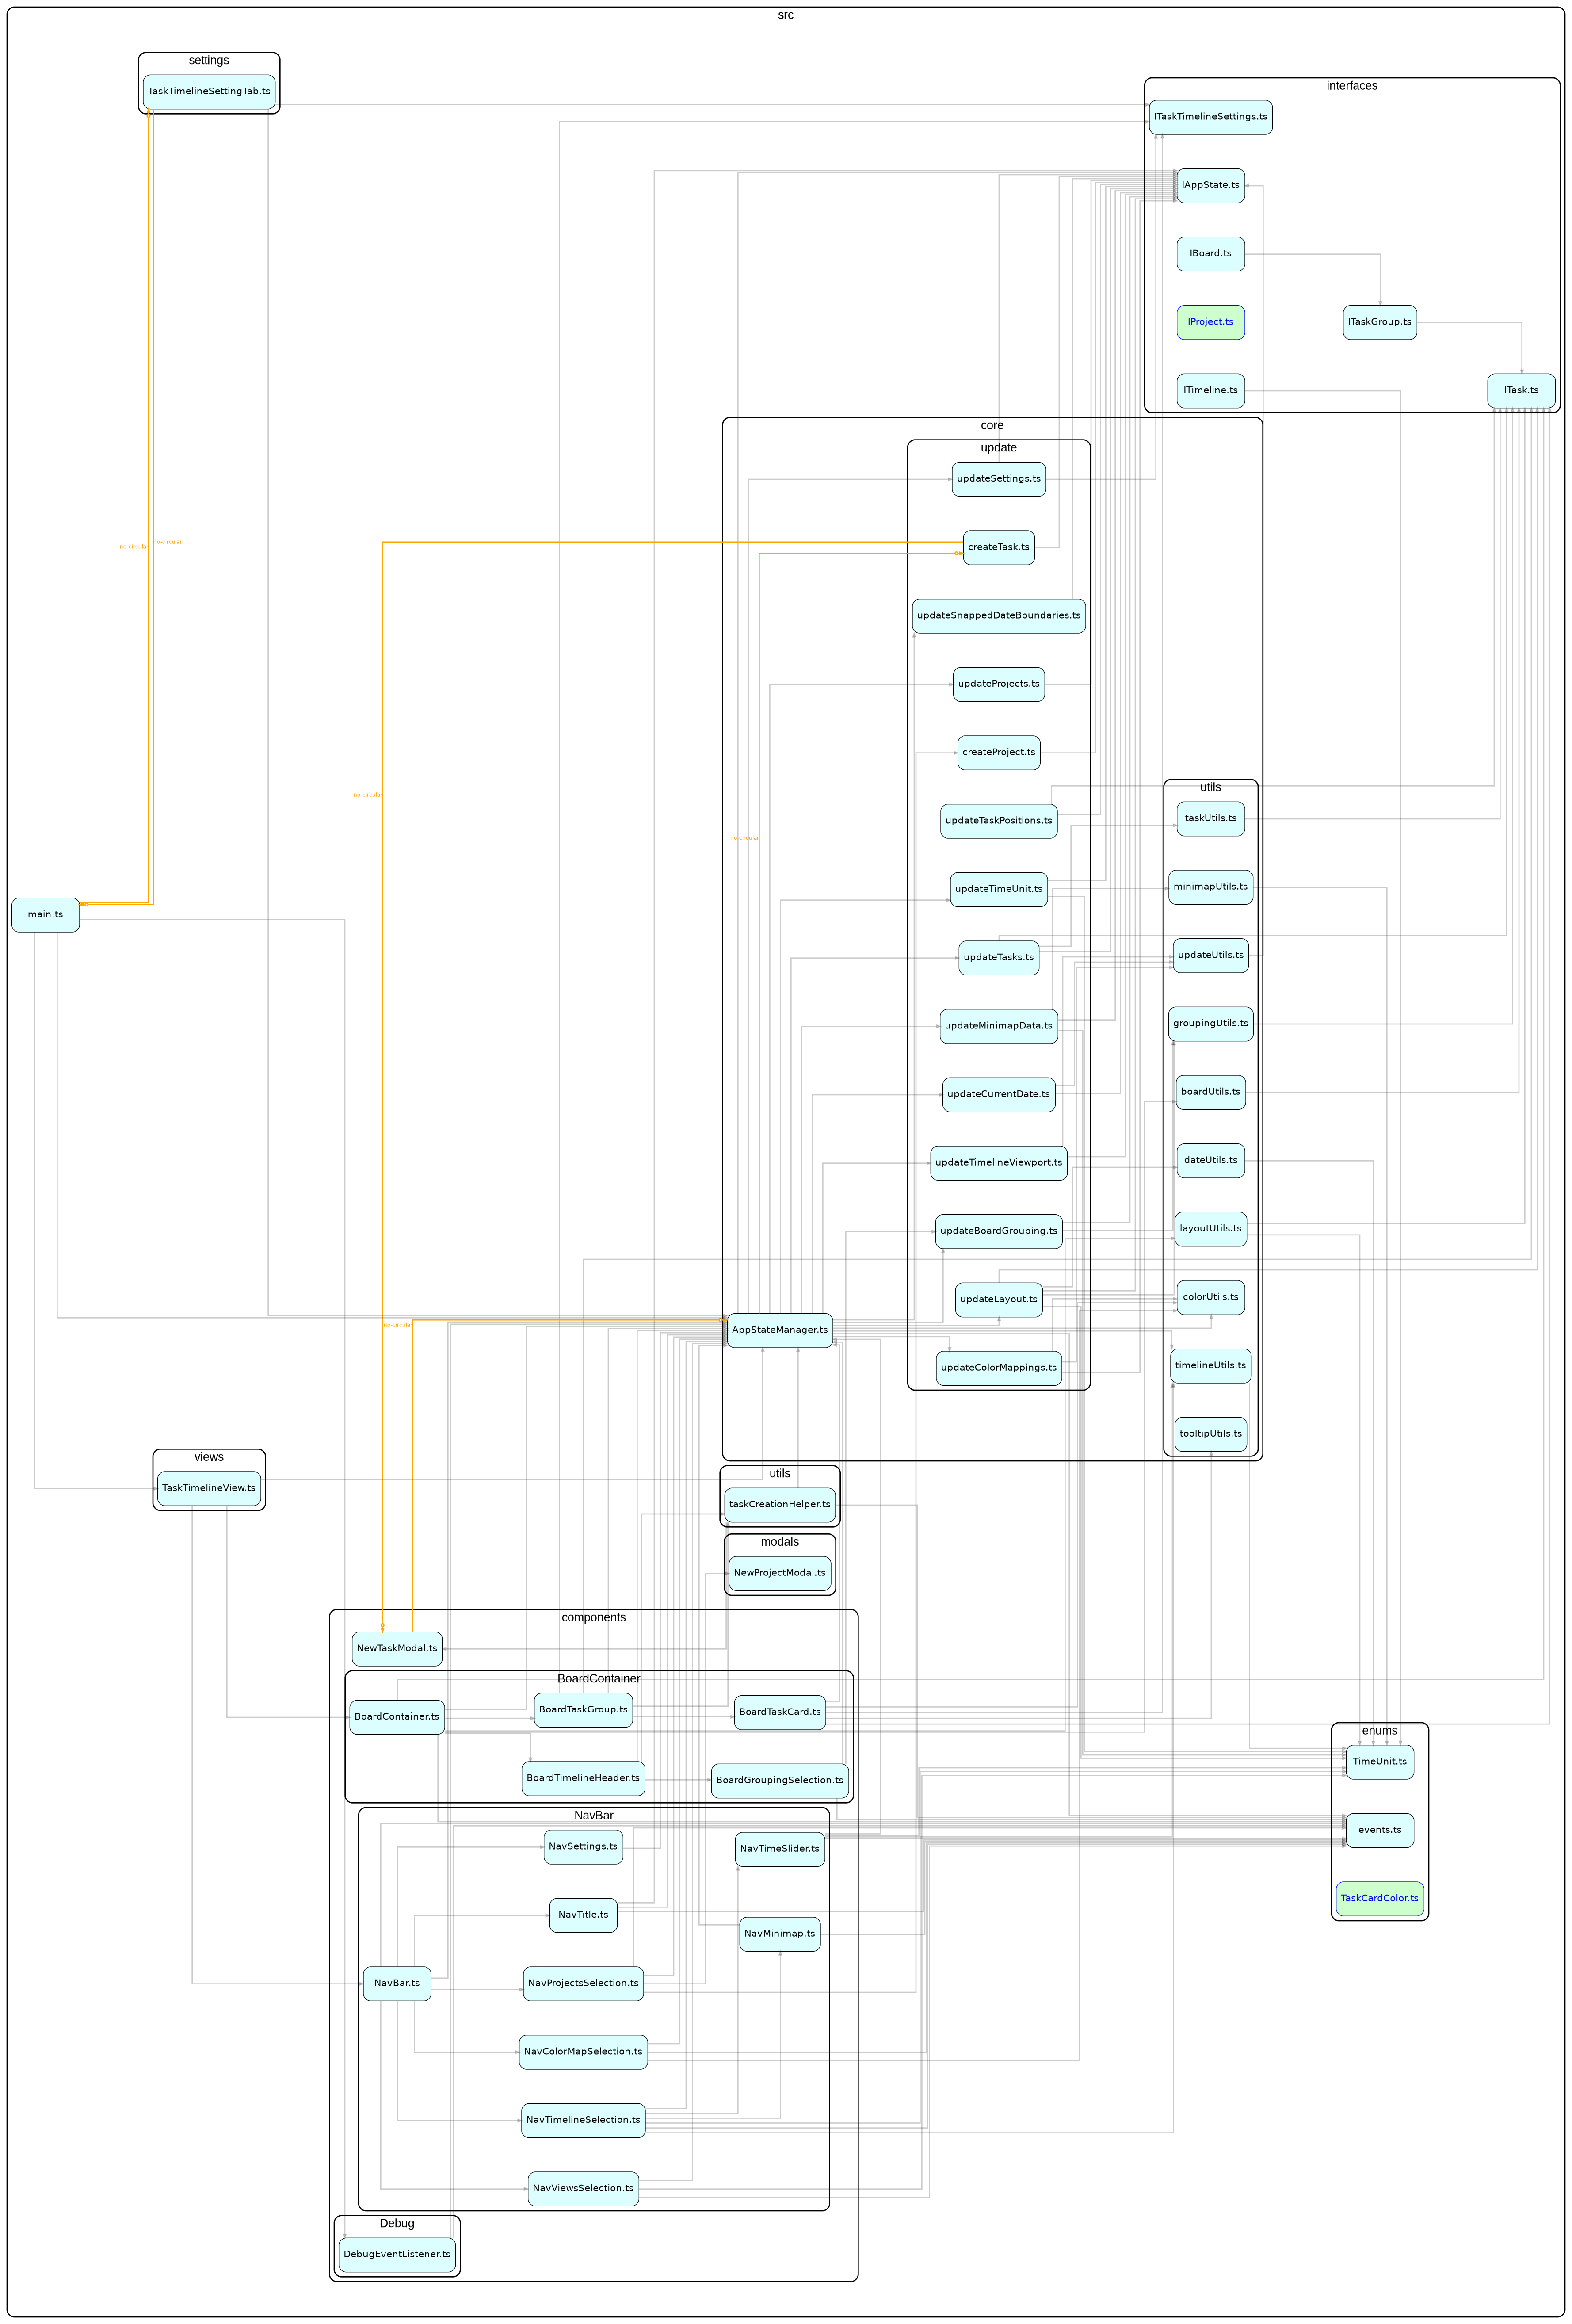 src
settings
TaskTimelineSettingTab.ts
interfaces
ITaskTimelineSettings.ts
IAppState.ts
IBoard.ts
IProject.ts
ITaskGroup.ts
ITimeline.ts
ITask.ts
core
update
updateSettings.ts
no-circular
no-circular
createTask.ts
updateSnappedDateBoundaries.ts
updateProjects.ts
createProject.ts
no-circular
utils
taskUtils.ts
updateTaskPositions.ts
no-circular
updateTimeUnit.ts
minimapUtils.ts
main.ts
updateTasks.ts
updateUtils.ts
updateMinimapData.ts
groupingUtils.ts
updateCurrentDate.ts
boardUtils.ts
updateTimelineViewport.ts
dateUtils.ts
updateBoardGrouping.ts
layoutUtils.ts
updateLayout.ts
colorUtils.ts
no-circular
AppStateManager.ts
updateColorMappings.ts
timelineUtils.ts
tooltipUtils.ts
views
TaskTimelineView.ts
utils
taskCreationHelper.ts
modals
NewProjectModal.ts
components
NewTaskModal.ts
BoardContainer
BoardContainer.ts
BoardTaskGroup.ts
BoardTaskCard.ts
BoardTimelineHeader.ts
BoardGroupingSelection.ts
enums
TimeUnit.ts
events.ts
TaskCardColor.ts
NavBar
NavSettings.ts
NavTimeSlider.ts
NavTitle.ts
NavMinimap.ts
NavBar.ts
NavProjectsSelection.ts
NavColorMapSelection.ts
NavTimelineSelection.ts
NavViewsSelection.ts
Debug
DebugEventListener.ts